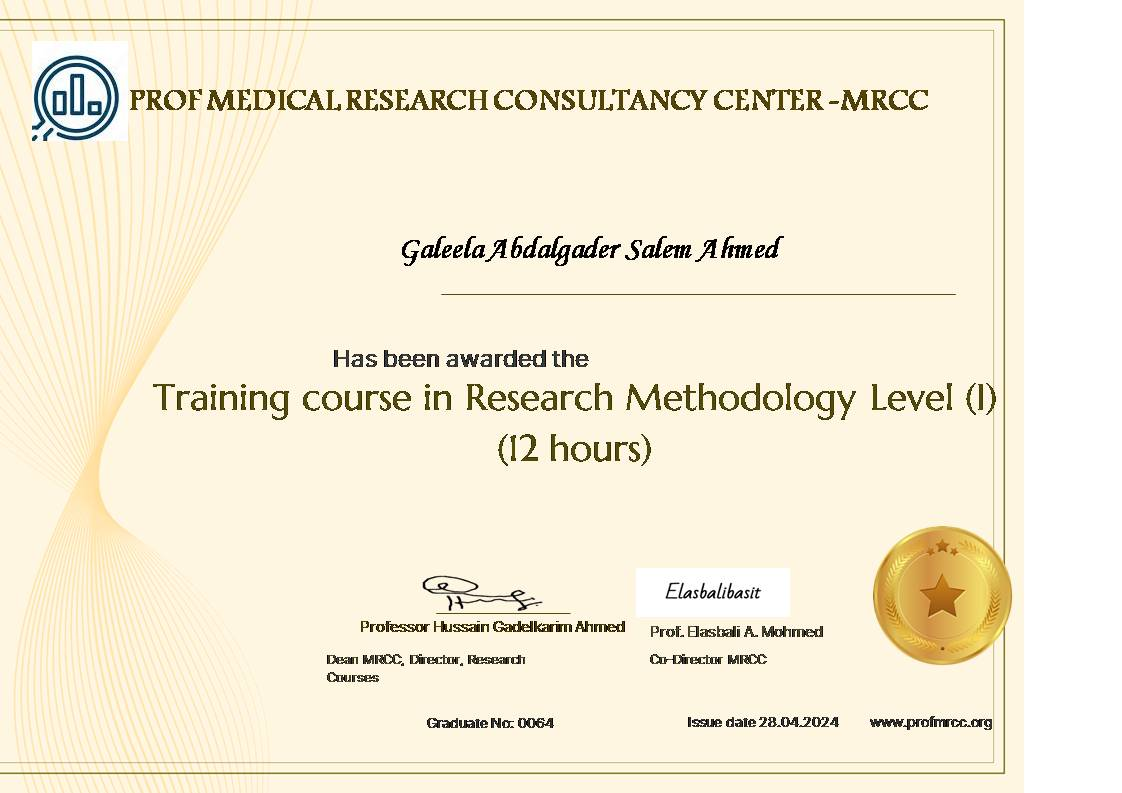 PROF MEDICAL RESEARCH CONSULTANCY CENTER -MRCC
Galeela Abdalgader Salem Ahmed
Has been awarded the
Training course in Research Methodology Level (I)
(12 hours)
Elasbalibasit
Professor Hussain Gadelkarim Ahmed
Prof. Elasbali A. Mohmed
Dean MRCC, Director, Research
Courses
Co-Director MRCC
Graduate No: 0064
Issue date 28.04.2024
www.profmrcc.org